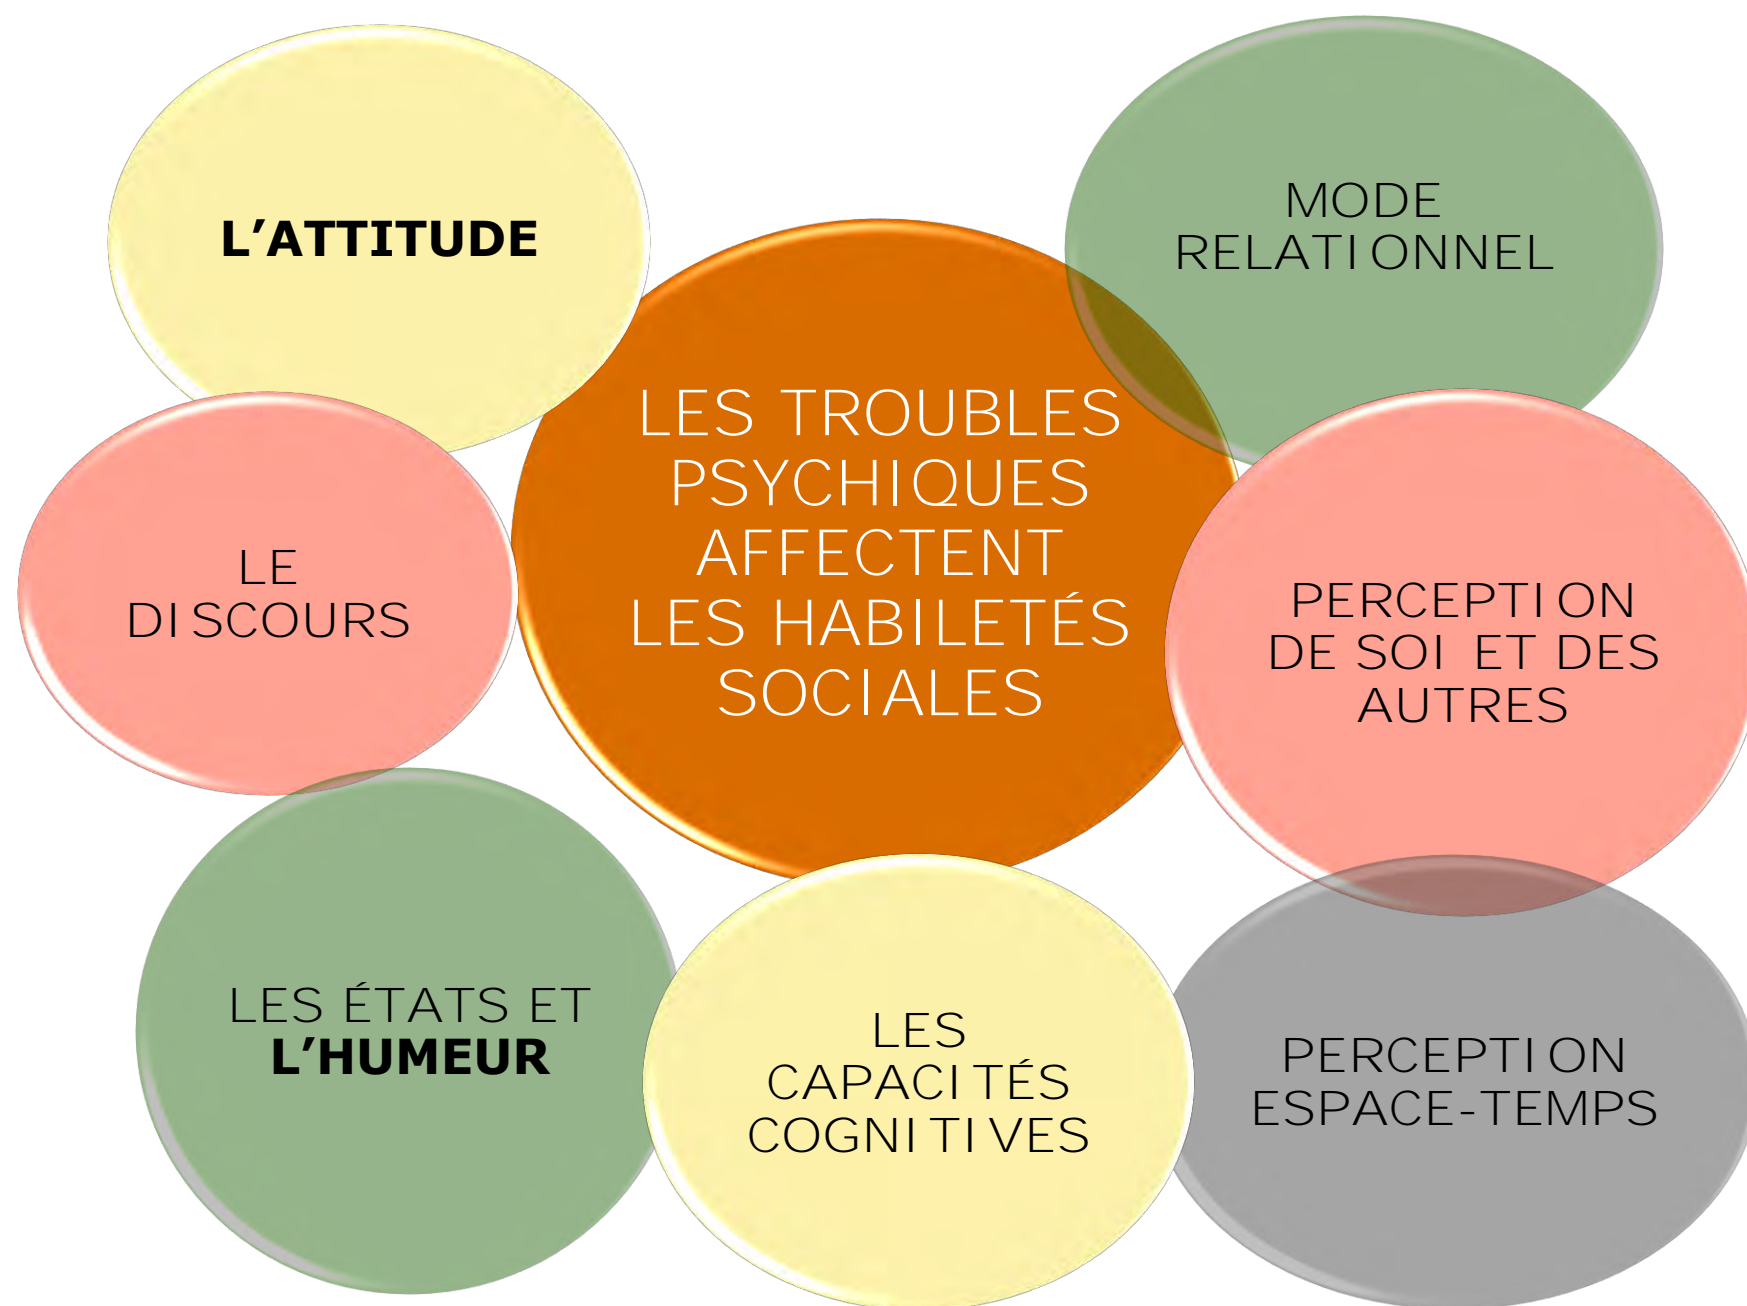 L’ATTITUDE
MODE
RELATIONNEL
LES TROUBLES
PSYCHIQUES
AFFECTENT
LES HABILETÉS
SOCIALES
LE
DISCOURS
PERCEPTION
DE SOI ET DES
AUTRES
LES ÉTATS ET
L’HUMEUR
LES
CAPACITÉS
COGNITIVES
PERCEPTION
ESPACE-TEMPS